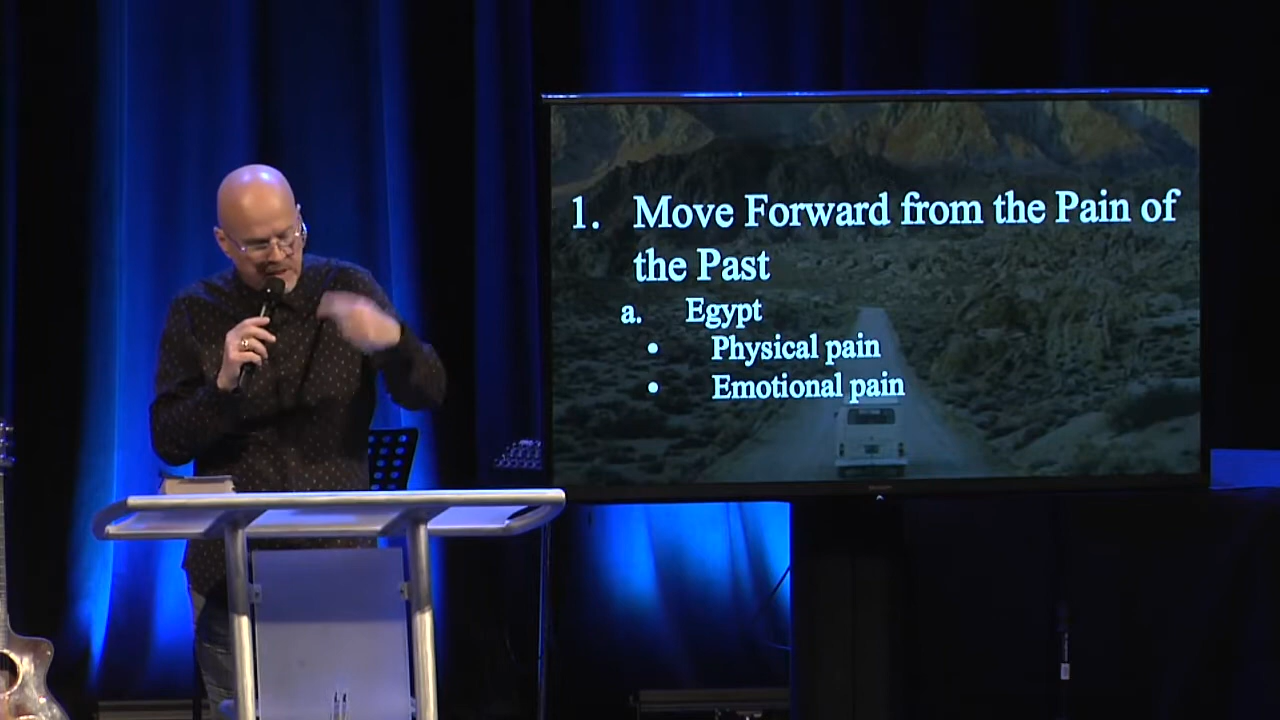 1. Move Forward from the Pain of
the Past
a. Egypt
• Physical pain
• Emotional pain